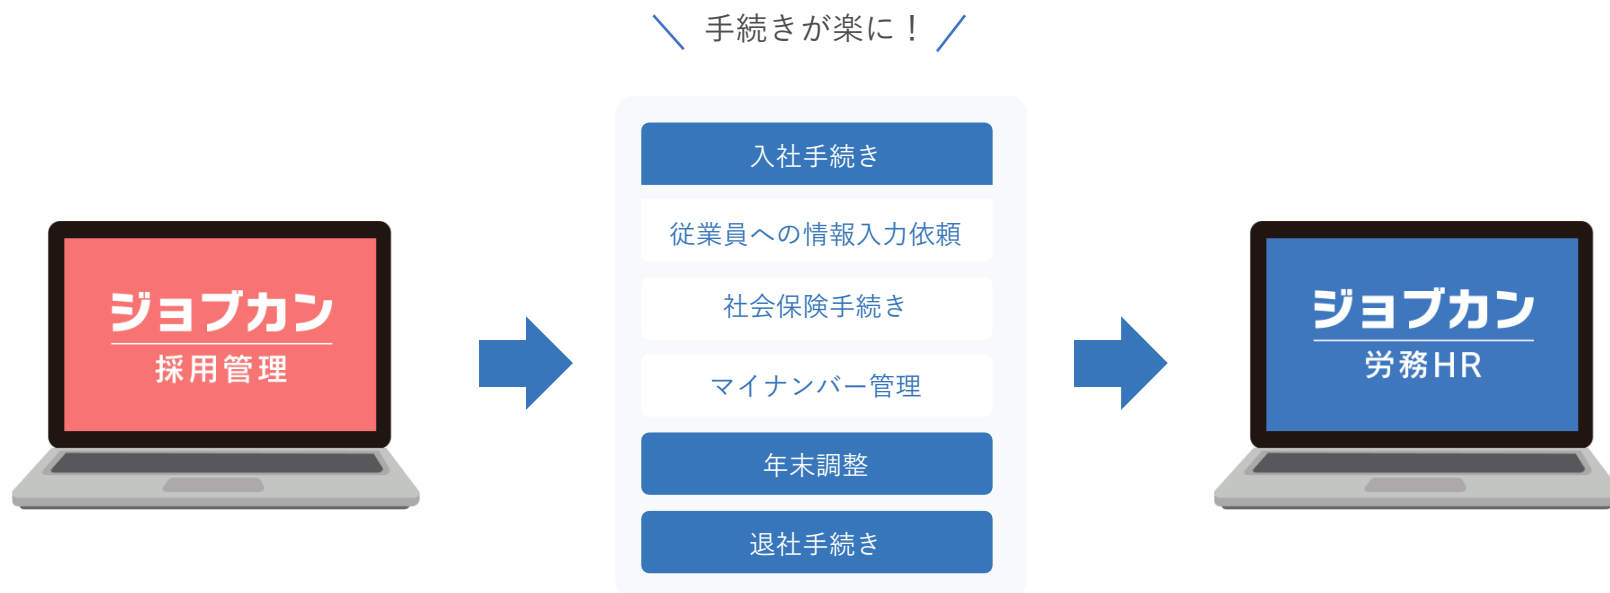 手続きが楽に！
ジョブカン
採用管理
入社手続き
従業員への情報入力依頼
社会保険手続き
マイナンバー管理
年末調整
退社手続き
ジョブカン
労務HR